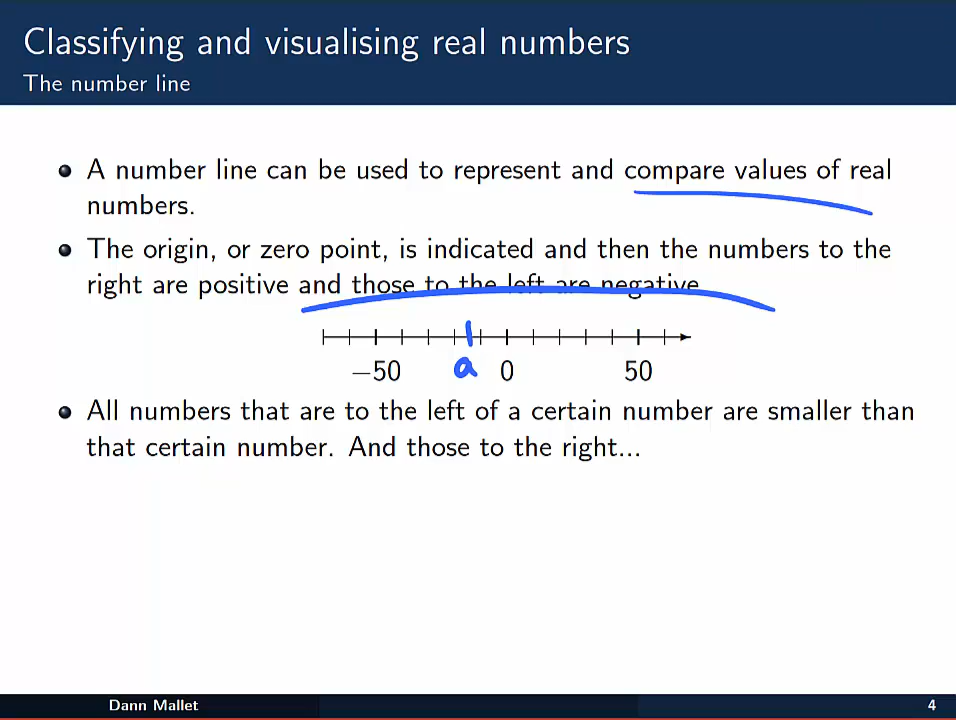 Classifying and visualising real numbers
The number line
A number line can be used to represent and compare values of real
numbers.
The origin, or zero point, is indicated and then the numbers to the
right are positive and those to the left are negative
−50 a 0 50
All numbers that are to the left of a certain number are smaller than
that certain number. And those to the right...
Dann Mallet 4